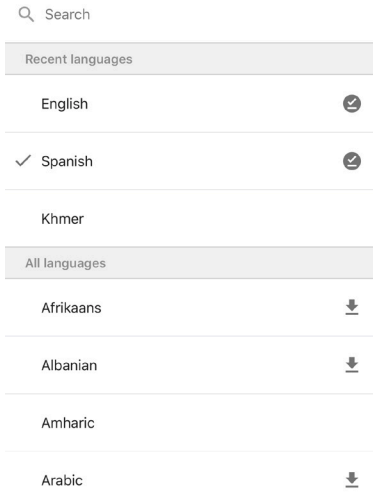 Search
Recent languages
English
Spanish
Khmer
All languages
Afrikaans
Albanian
Amharic
Arabic